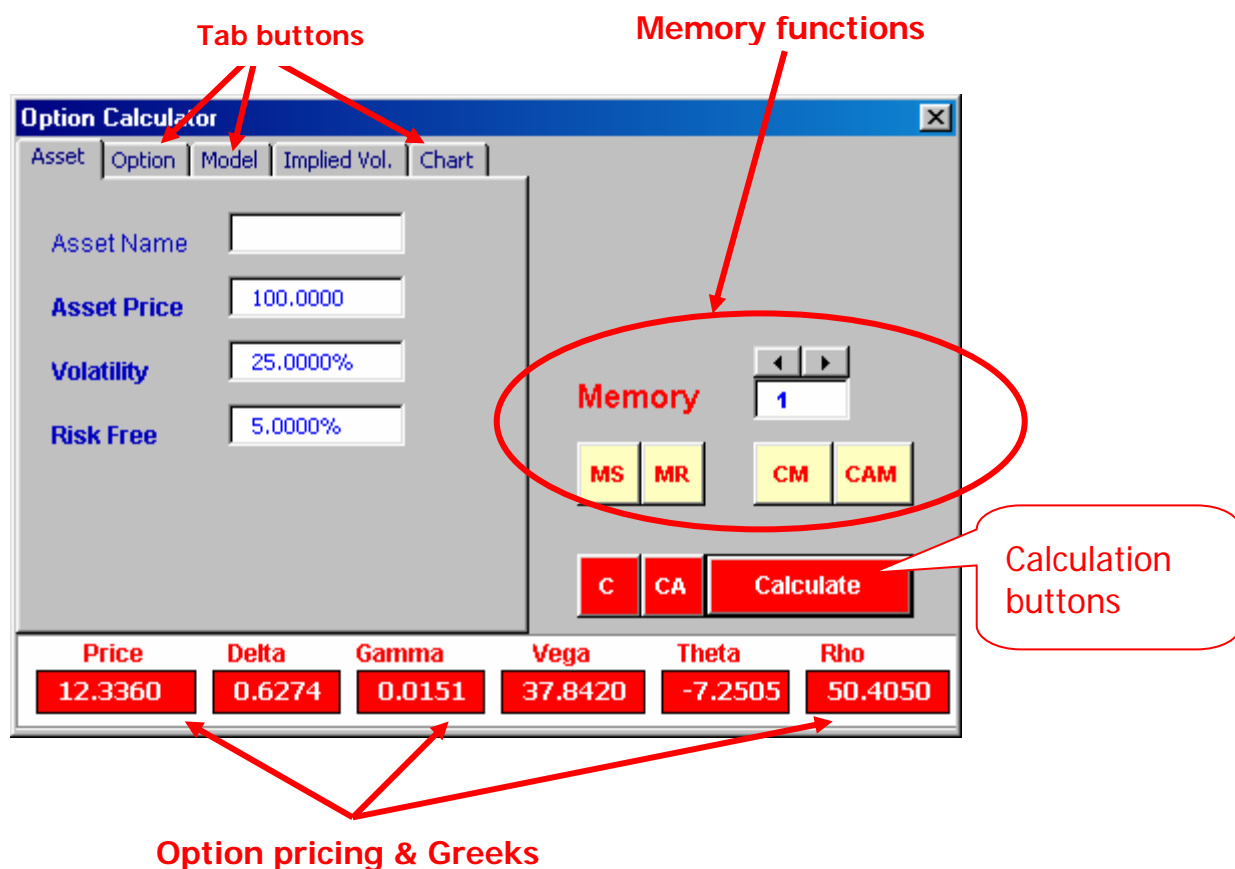 Tab buttons
Memory functions
Option Calculator
Asset Option Model Implied Vol. Chart
Asset Name
Asset Price 100.0000
Volatility 25.0000%
Risk Free 5.0000%
Memory 1
MS MR CM CAM
C CA Calculate
Calculation
buttons
Price Delta Gamma Vega Theta Rho
12.3360 0.6274 0.0151 37.8420 -7.2505 50.4050
Option pricing & Greeks